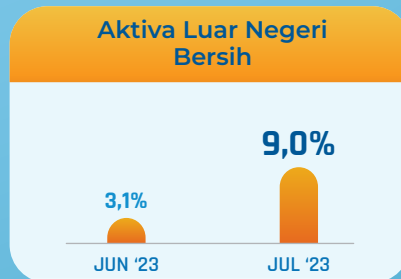 Aktiva Luar Negeri
Bersih
9,0%
3,1%
JUN ‘23
JUL ‘23